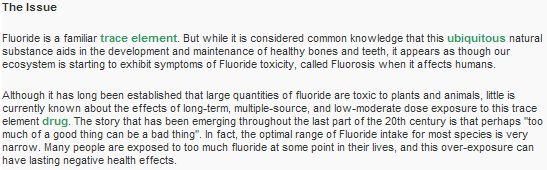 The Issue
Fluoride is a familiar trace element. But while it is considered common knowledge that this ubiquitous natural
substance aids in the development and maintenance of healthy bones and teeth, it appears as though our
ecosystem is starting to exhibit symptoms of Fluoride toxicity, called Fluorosis when it affects humans.
Although it has long been established that large quantities of fluoride are toxic to plants and animals, little is
currently known about the effects of long-term, multiple-source, and low-moderate dose exposure to this trace
element drug. The story that has been emerging throughout the last part of the 20th century is that perhaps "too
much of a good thing can be a bad thing". In fact, the optimal range of Fluoride intake for most species is very
narrow. Many people are exposed to too much fluoride at some point in their lives, and this over-exposure can
have lasting negative health effects.